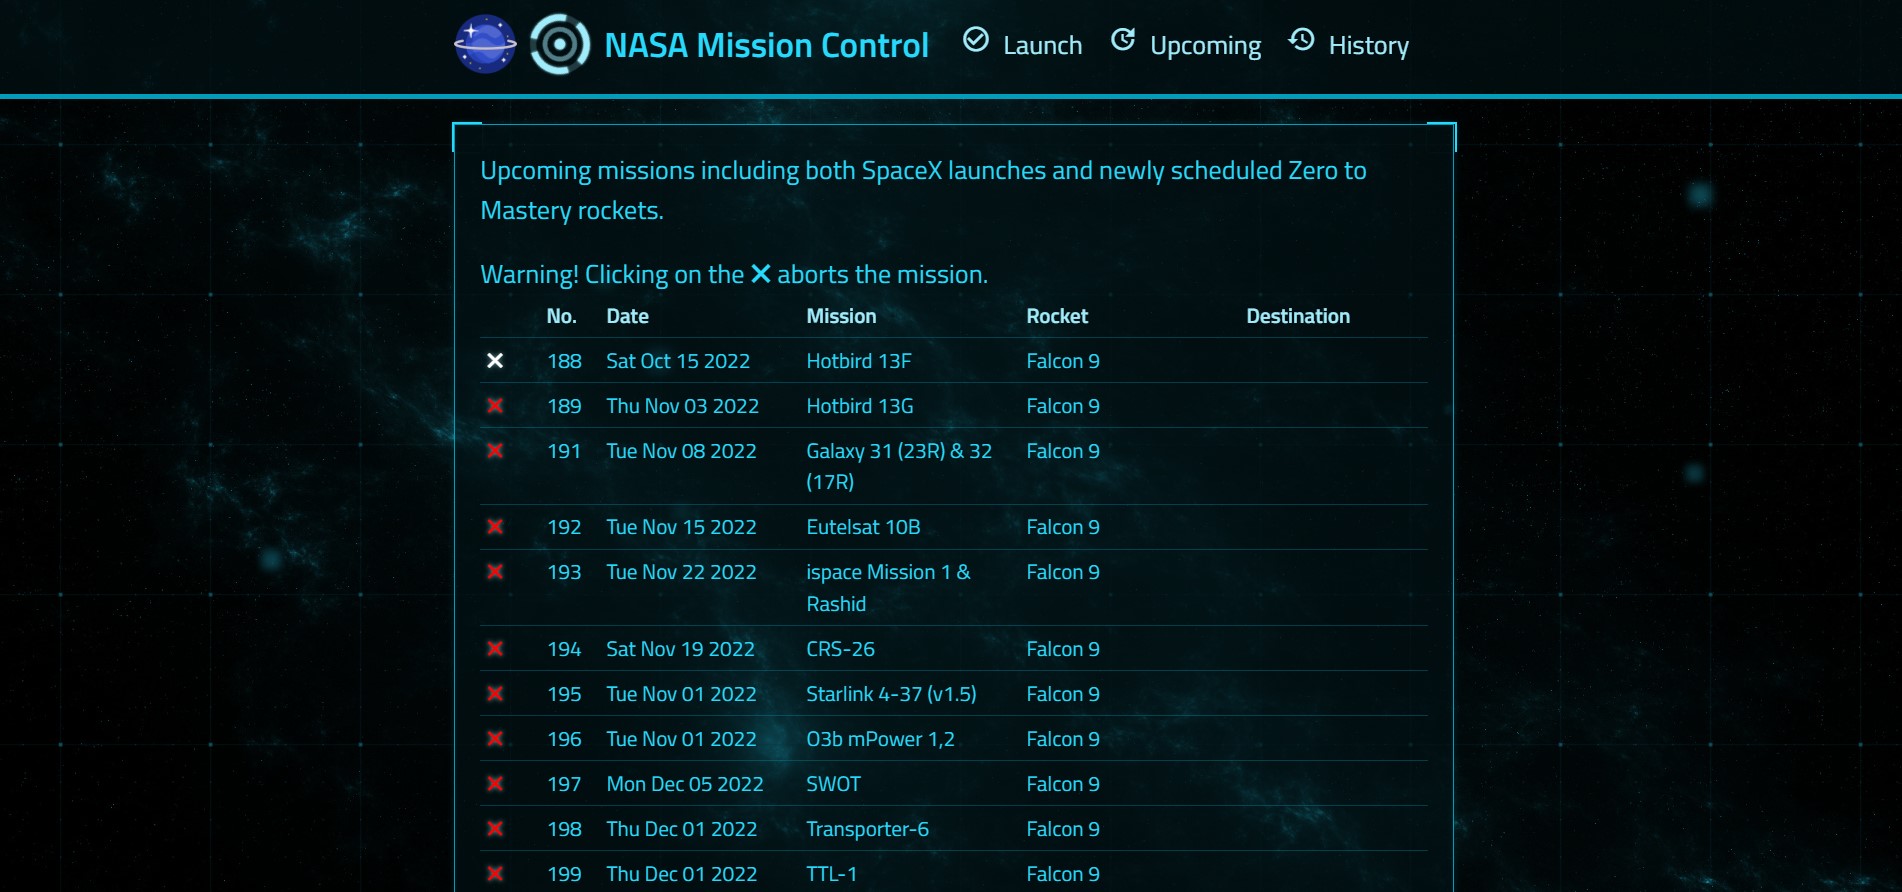 NASA Mission Control Launch Upcoming History
Upcoming missions including both SpaceX launches and newly scheduled Zero to
Mastery rockets.
Warning! Clicking on the ✕ aborts the mission.
No. Date Mission Rocket Destination
✕ 188 Sat Oct 15 2022 Hotbird 13F Falcon 9
✕ 189 Thu Nov 03 2022 Hotbird 13G Falcon 9
✕ 191 Tue Nov 08 2022 Galaxy 31 (23R) & 32 Falcon 9
(17R)
✕ 192 Tue Nov 15 2022 Eutelsat 10B Falcon 9
✕ 193 Tue Nov 22 2022 ispace Mission 1 & Falcon 9
Rashid
✕ 194 Sat Nov 19 2022 CRS-26 Falcon 9
✕ 195 Tue Nov 01 2022 Starlink 4-37 (v1.5) Falcon 9
✕ 196 Tue Nov 01 2022 O3b mPower 1,2 Falcon 9
✕ 197 Mon Dec 05 2022 SWOT Falcon 9
✕ 198 Thu Dec 01 2022 Transporter-6 Falcon 9
✕ 199 Thu Dec 01 2022 TTL-1 Falcon 9